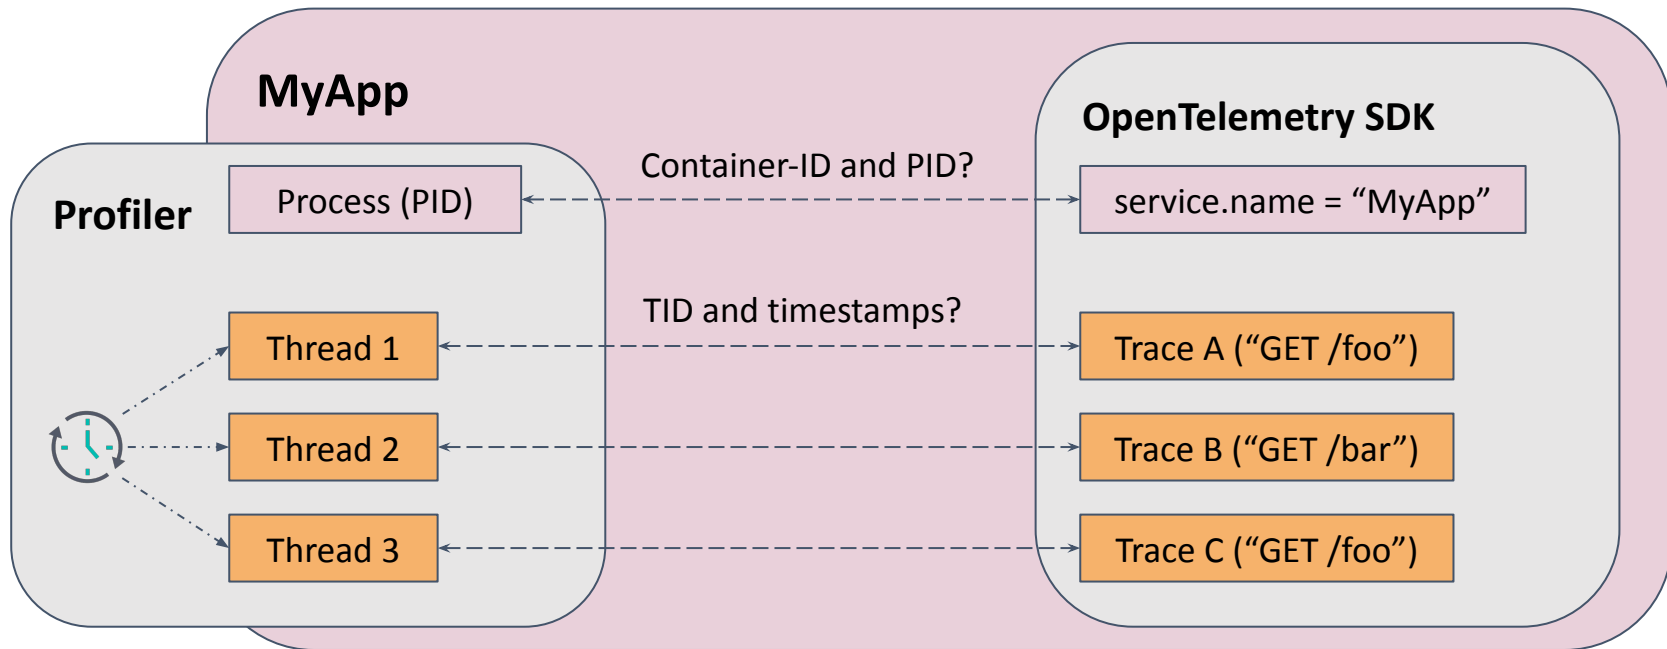 MyApp
OpenTelemetry SDK
Container-ID and PID?
Profiler
Process (PID)
service.name = “MyApp”
TID and timestamps?
Thread 1
Trace A (“GET /foo”)
Thread 2
Trace B (“GET /bar”)
Thread 3
Trace C (“GET /foo”)